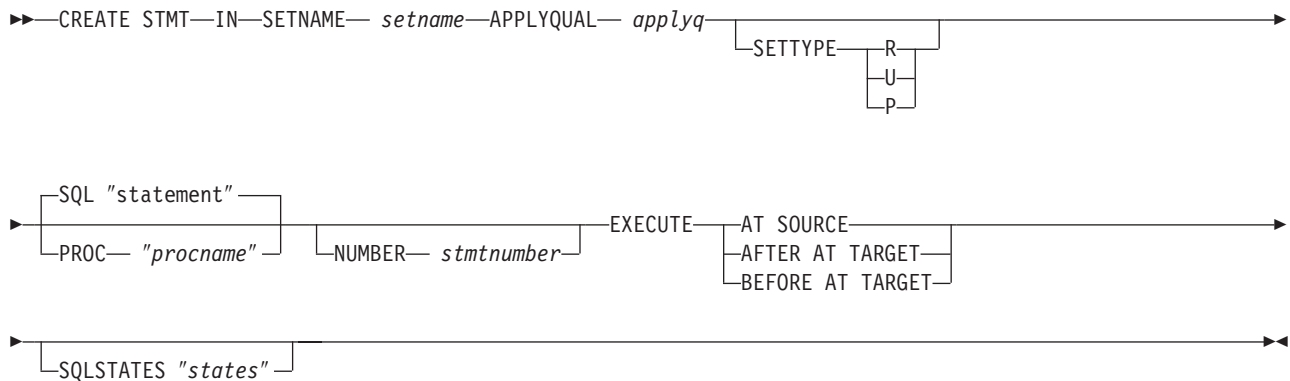 CREATE STMT IN SETNAME setname APPLYQUAL applyq
SETTYPE R
U
P
SQL "statement"
PROC "procname"
NUMBER stmtnumber
EXECUTE AT SOURCE
AFTER AT TARGET
BEFORE AT TARGET
SQLSTATES "states"